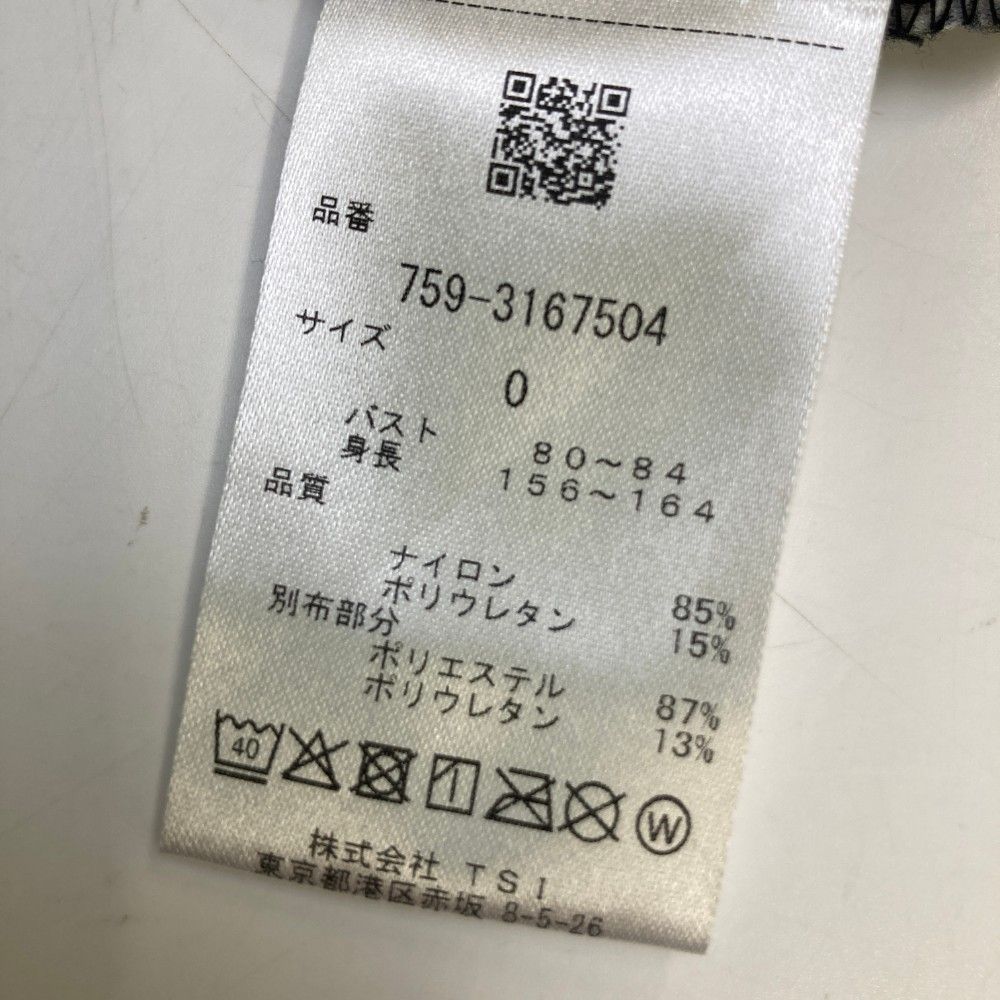 品番
759-3167504
サイズ
0
バスト 80～84
身長 156～164
品質
ナイロン 85%
ポリウレタン 15%
別布部分
ポリエステル 87%
ポリウレタン 13%
40
W
株式会社 TSI
東京都港区赤坂 8-5-26